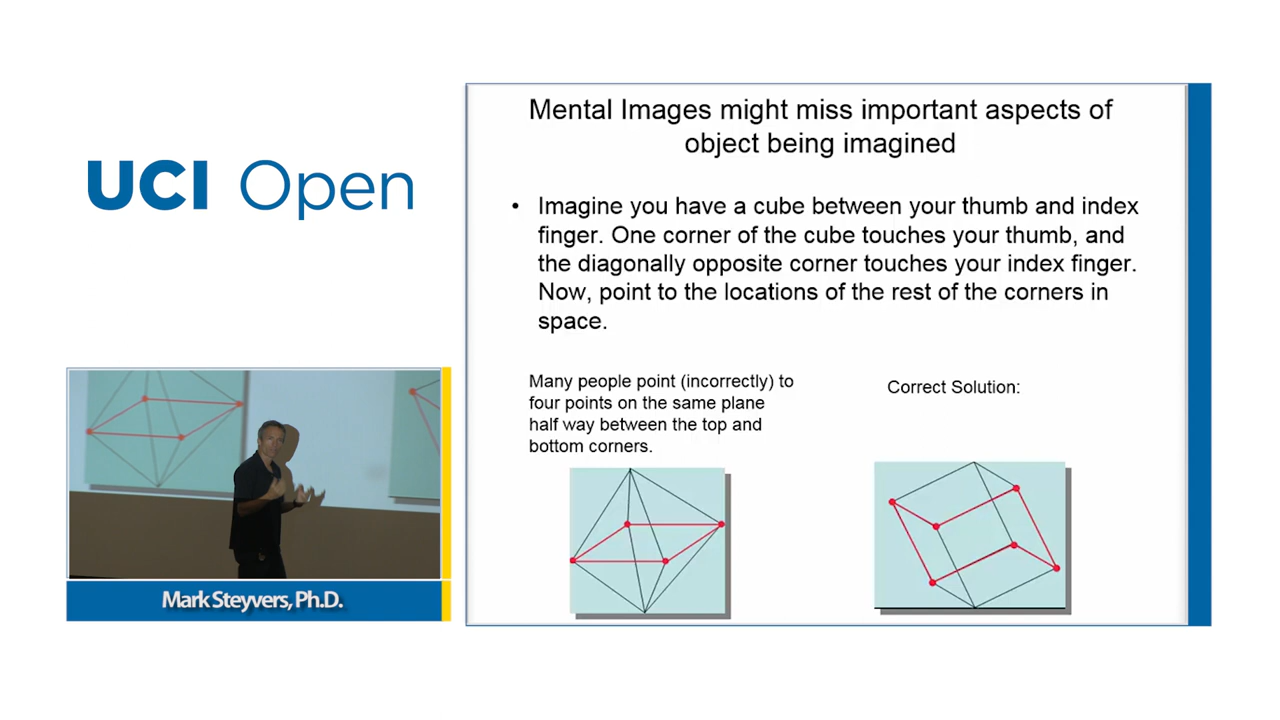 UCI Open
Mental Images might miss important aspects of
object being imagined
• Imagine you have a cube between your thumb and index
finger. One corner of the cube touches your thumb, and
the diagonally opposite corner touches your index finger.
Now, point to the locations of the rest of the corners in
space.
Many people point (incorrectly) to
four points on the same plane
half way between the top and
bottom corners.
Correct Solution:
Mark Steyvers, Ph.D.